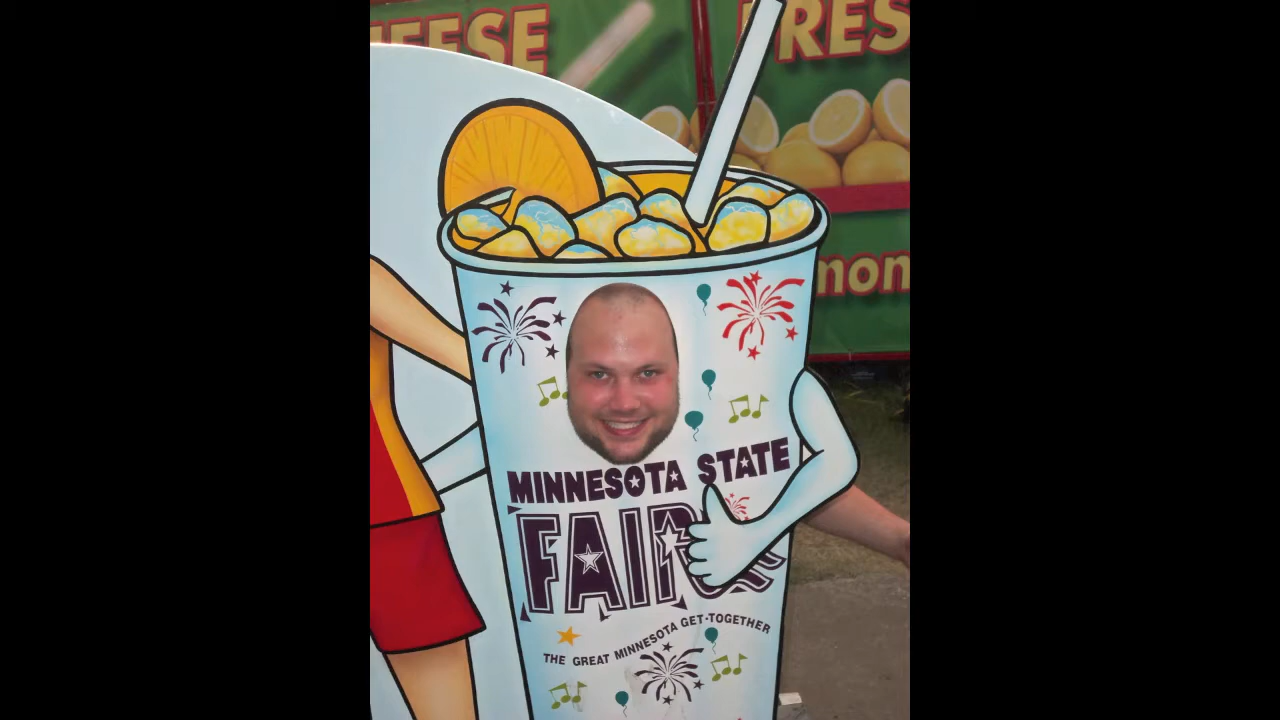 EESE
FRES
mon
MINNESOTA STATE
FAIR
THE GREAT MINNESOTA GET-TOGETHER